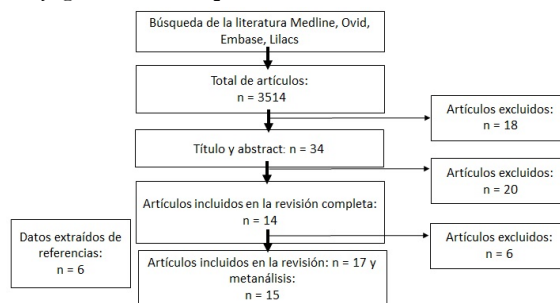 Búsqueda de la literatura Medline, Ovid,
Embase, Lilacs
Total de artículos:
n = 3514
Artículos excluidos:
n = 18
Título y abstract: n = 34
Artículos excluidos:
n = 20
Artículos incluidos en la revisión completa:
n = 14
Datos extraídos de
referencias:
n = 6
Artículos excluidos:
n = 6
Artículos incluidos en la revisión: n = 17 y
metanálisis:
n = 15